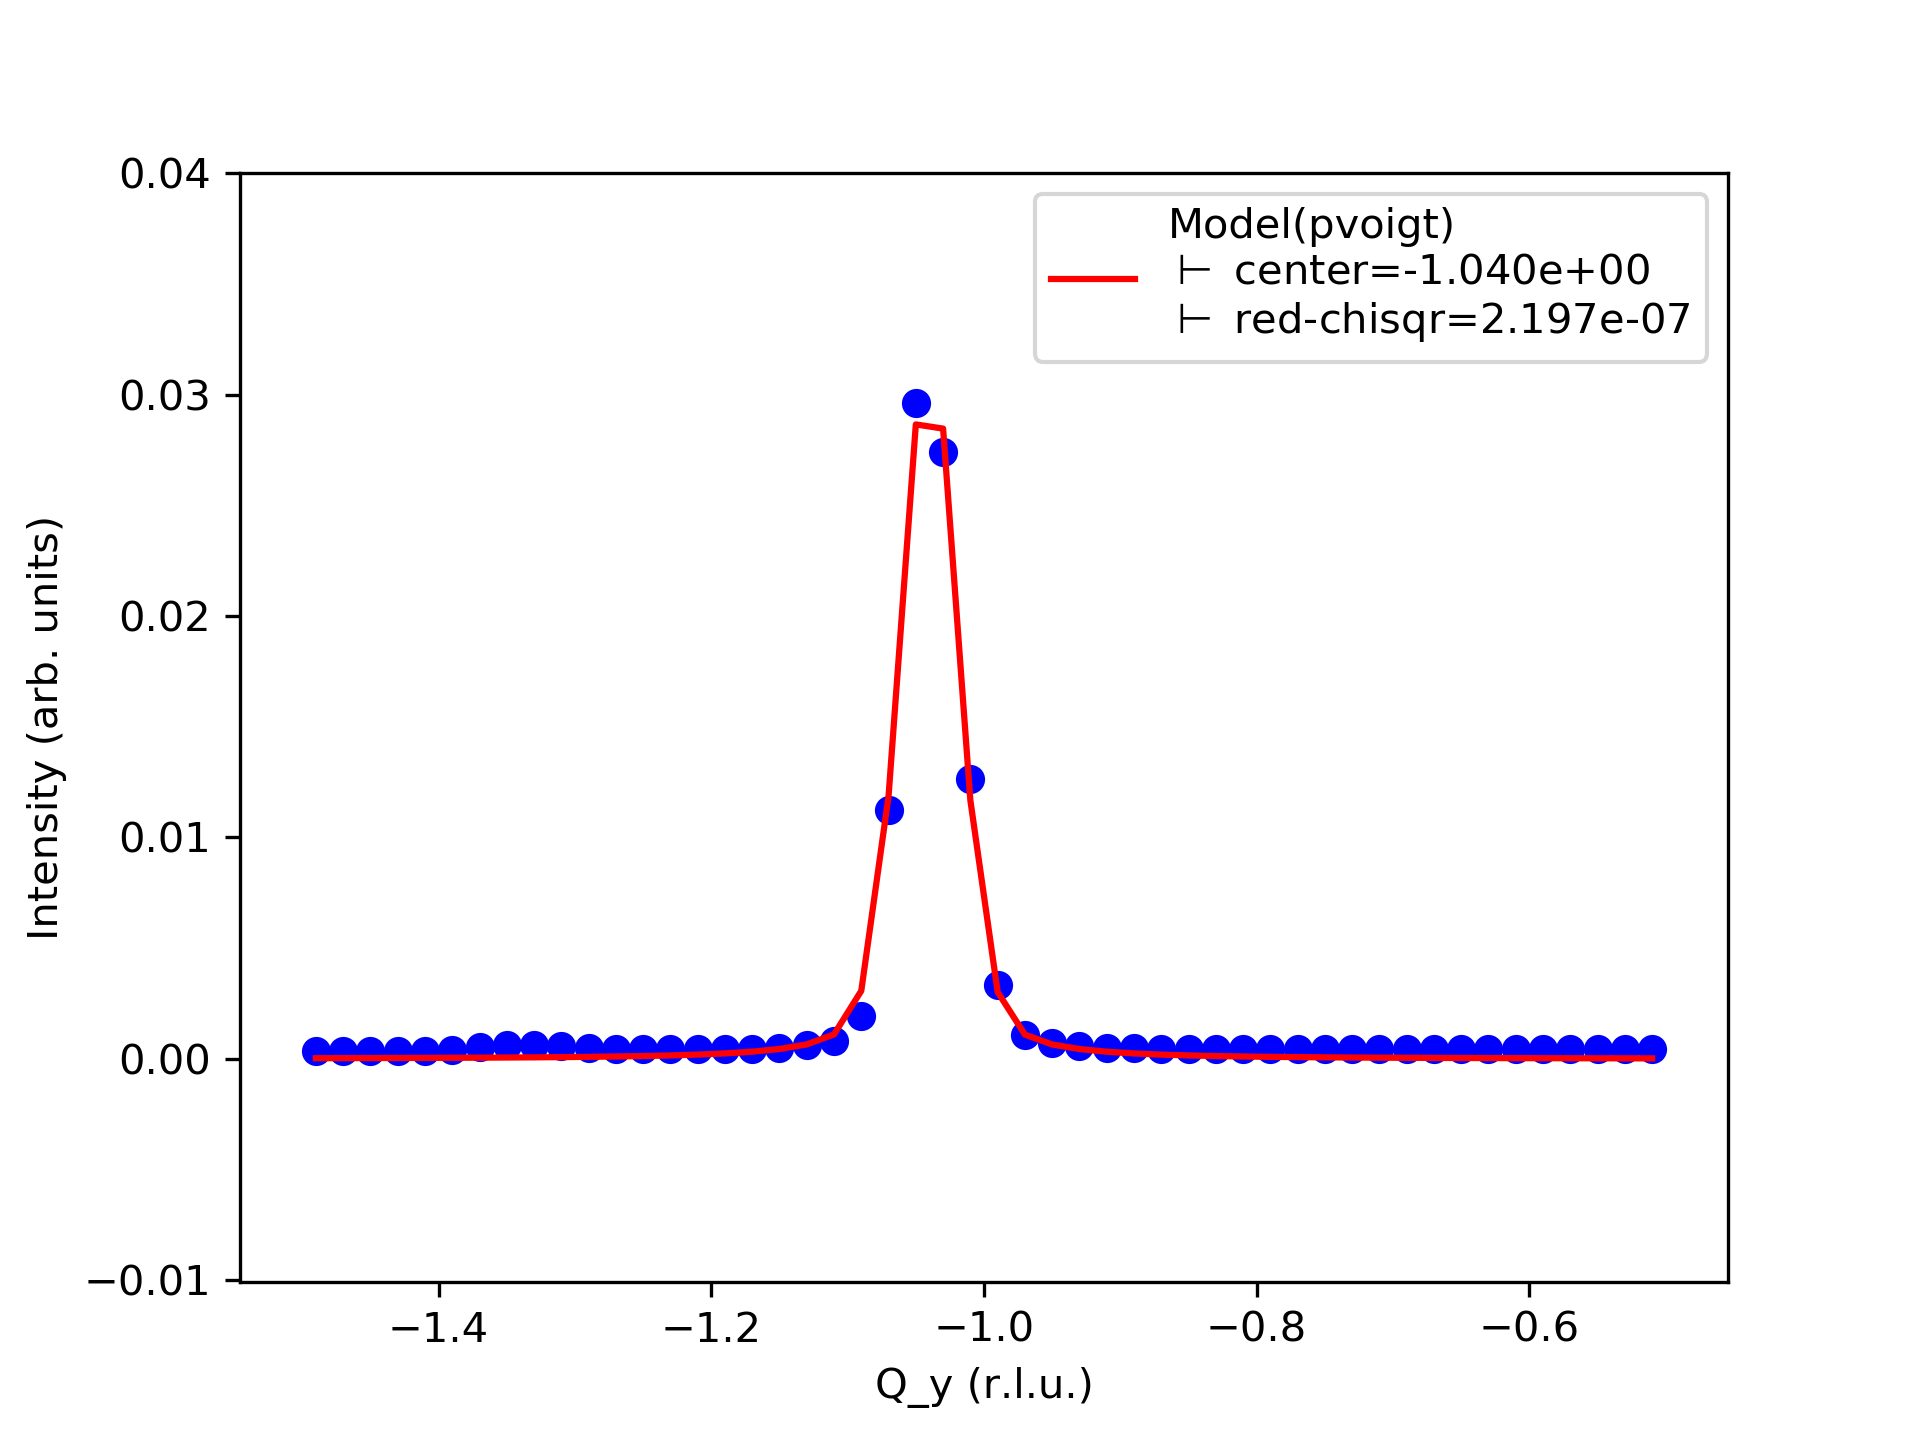 0.04
0.03
0.02
0.01
0.00
−0.01
Intensity (arb. units)
Model(pvoigt)
⊢ center=-1.040e+00
⊢ red-chisqr=2.197e-07
−1.4
−1.2
−1.0
−0.8
−0.6
Q_y (r.l.u.)